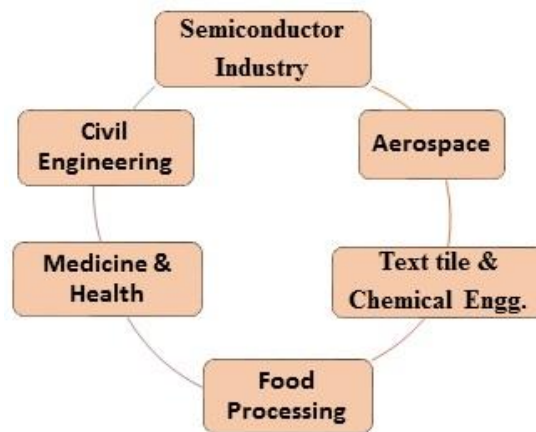 Semiconductor
Industry
Civil
Engineering
Aerospace
Medicine &
Health
Text tile &
Chemical Engg.
Food
Processing